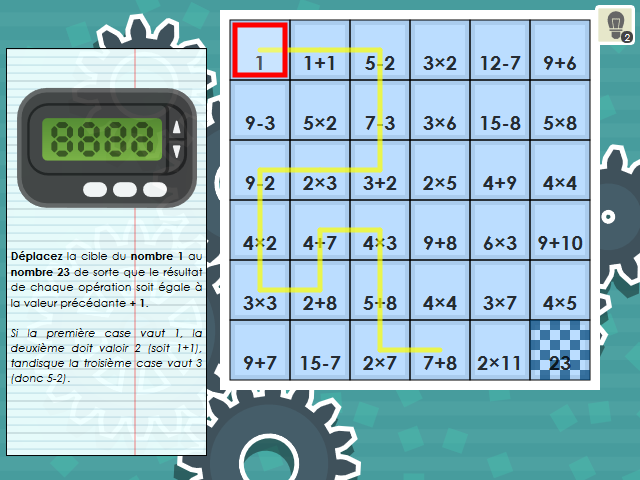 1 1+1 5-2 3×2 12-7 9+6
9-3 5×2 7-3 3×6 15-8 5×8
9-2 2×3 3+2 2×5 4+9 4×4
4×2 4+7 4×3 9+8 6×3 9+10
3×3 2+8 5+8 4×4 3×7 4×5
9+7 15-7 2×7 7+8 2×11 23
2
8888
Déplacez la cible du nombre 1 au
nombre 23 de sorte que le résultat
de chaque opération soit égale à
la valeur précédante + 1.
Si la première case vaut 1, la
deuxième doit valoir 2 (soit 1+1),
tandisque la troisième case vaut 3
(donc 5-2).